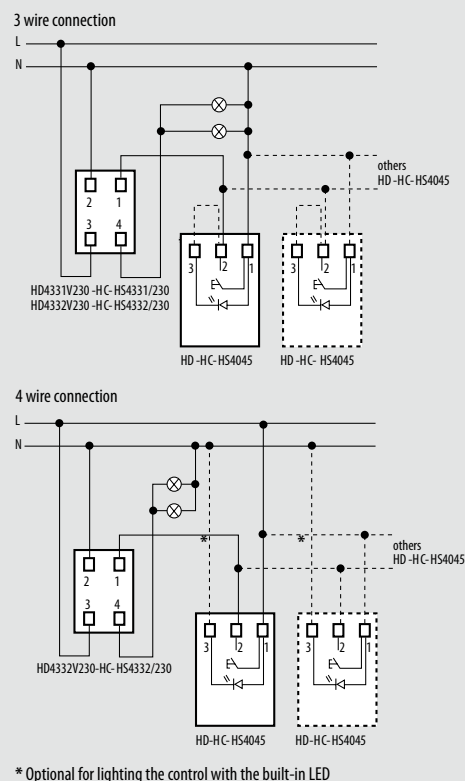 3 wire connection
L
N
others
HD -HC-HS4045
2 1
3 4
3 2 1
3 2 1
HD4331V230 -HC- HS4331/230
HD4332V230 -HC- HS4332/230
HD -HC-HS4045
HD -HC- HS4045
4 wire connection
L
N
* *
others
HD -HC-HS4045
2 1
3 4
3 2 1
3 2 1
HD4332V230-HC- HS4332/230
HD-HC-HS4045
HD-HC-HS4045
* Optional for lighting the control with the built-in LED